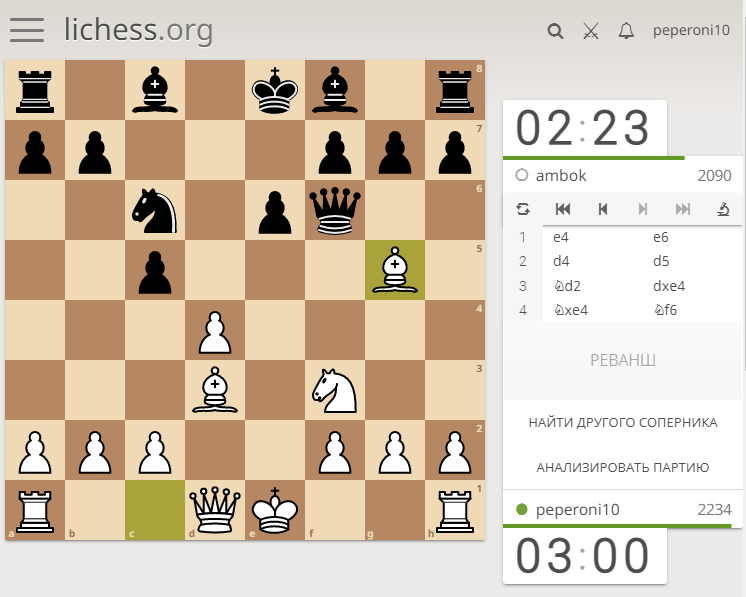 lichess.org
peperoni10
8
7
6
5
4
3
2
1
a b c d e f g h
02:23
ambok 2090
1 e4 e6
2 d4 d5
3 ♘d2 dxe4
4 ♘xe4 ♘f6
РЕВАНШ
НАЙТИ ДРУГОГО СОПЕРНИКА
АНАЛИЗИРОВАТЬ ПАРТИЮ
peperoni10 2234
03:00